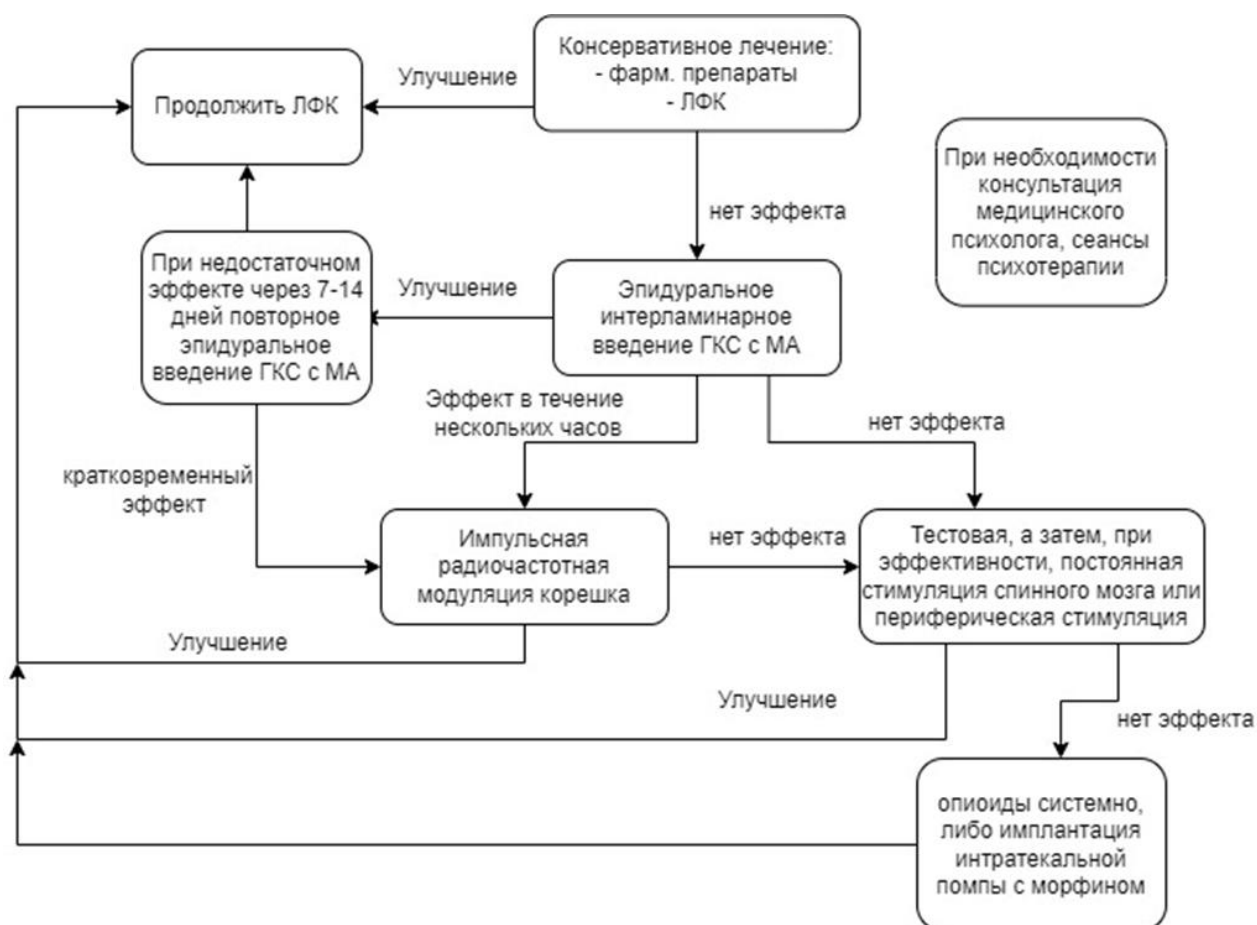 Консервативное лечение:
- фарм. препараты
- ЛФК
Улучшение
Продолжить ЛФК
При необходимости
консультация
медицинского
психолога, сеансы
психотерапии
нет эффекта
При недостаточном
эффекте через 7-14
дней повторное
эпидуральное
введение ГКС с МА
Улучшение
Эпидуральное
интерламинарное
введение ГКС с МА
Эффект в течение
нескольких часов
нет эффекта
кратковременный
эффект
Импульсная
радиочастотная
модуляция корешка
нет эффекта
Тестовая, а затем, при
эффективности, постоянная
стимуляция спинного мозга или
периферическая стимуляция
Улучшение
Улучшение
нет эффекта
опиоиды системно,
либо имплантация
интратекальной
помпы с морфином